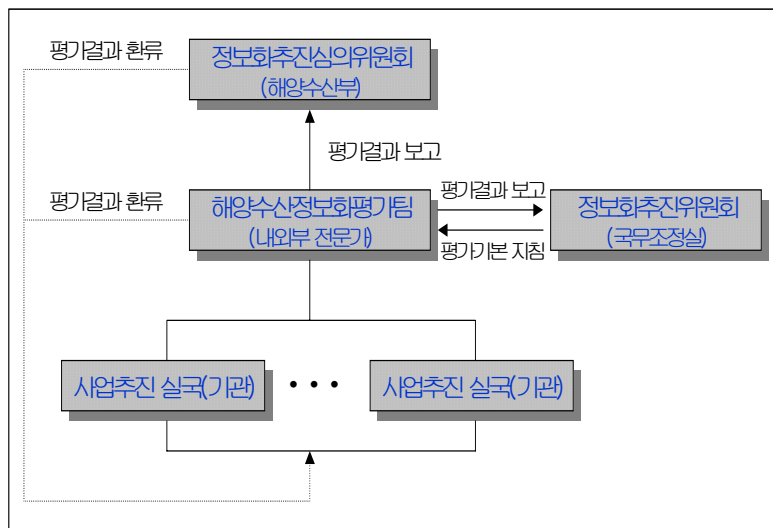 평가결과 환류
정보화추진심의위원회
(해양수산부)
평가결과 보고
평가결과 환류
해양수산정보화평가팀
(내외부 전문가)
평가결과 보고
평가기본 지침
정보화추진위원회
(국무조정실)
사업추진 실국(기관)
• • •
사업추진 실국(기관)